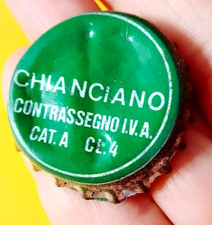 CHIANCIANO
CONTRASSEGNO I.V.A.
CAT. A CL. 4